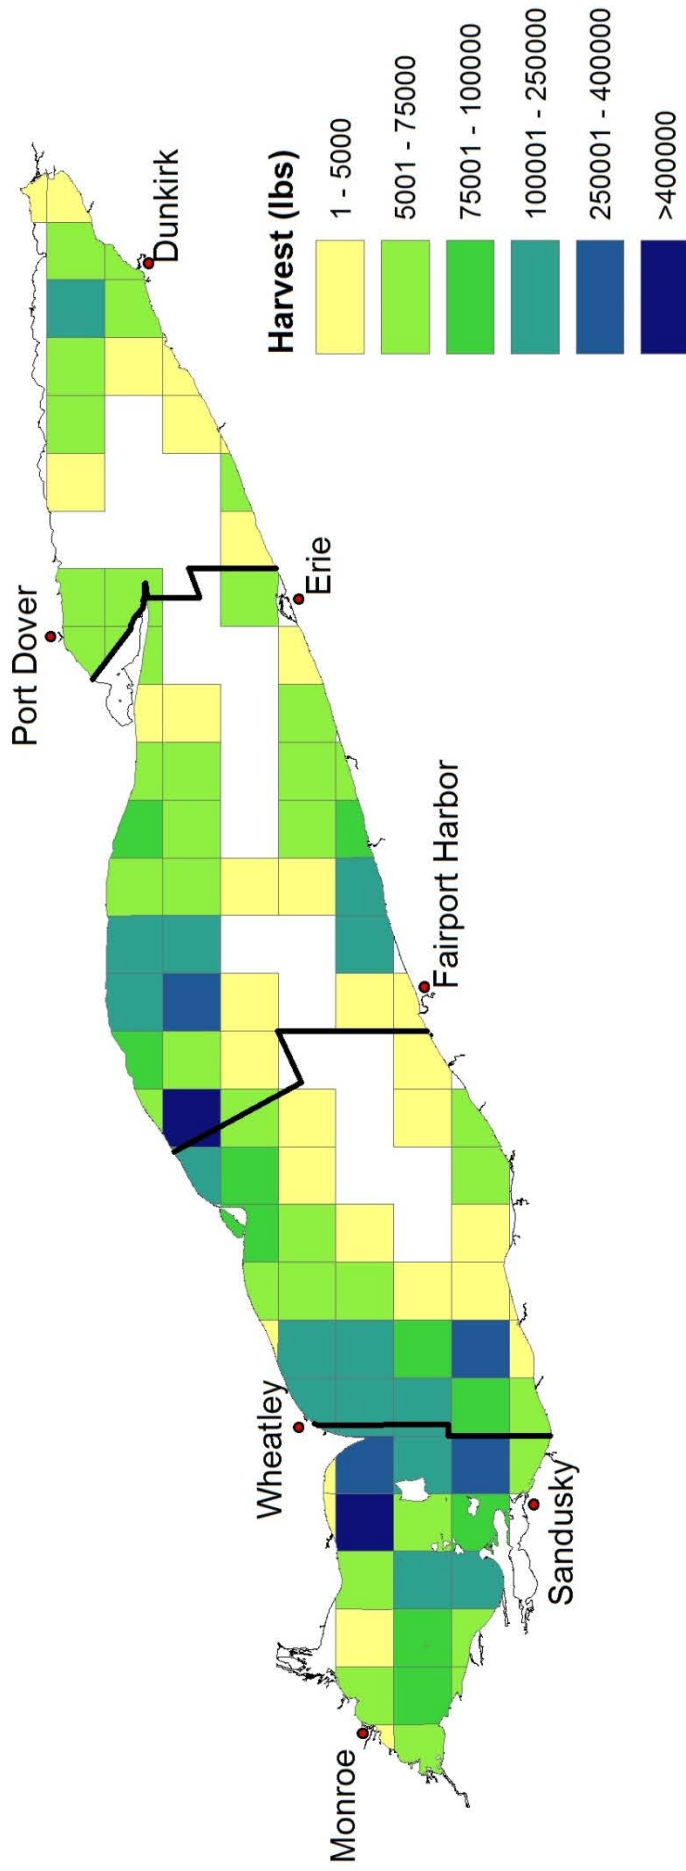 Port Dover
Dunkirk
Erie
Fairport Harbor
Wheatley
Sandusky
Monroe
Harvest (lbs)
1 - 5000
5001 - 75000
75001 - 100000
100001 - 250000
250001 - 400000
>400000